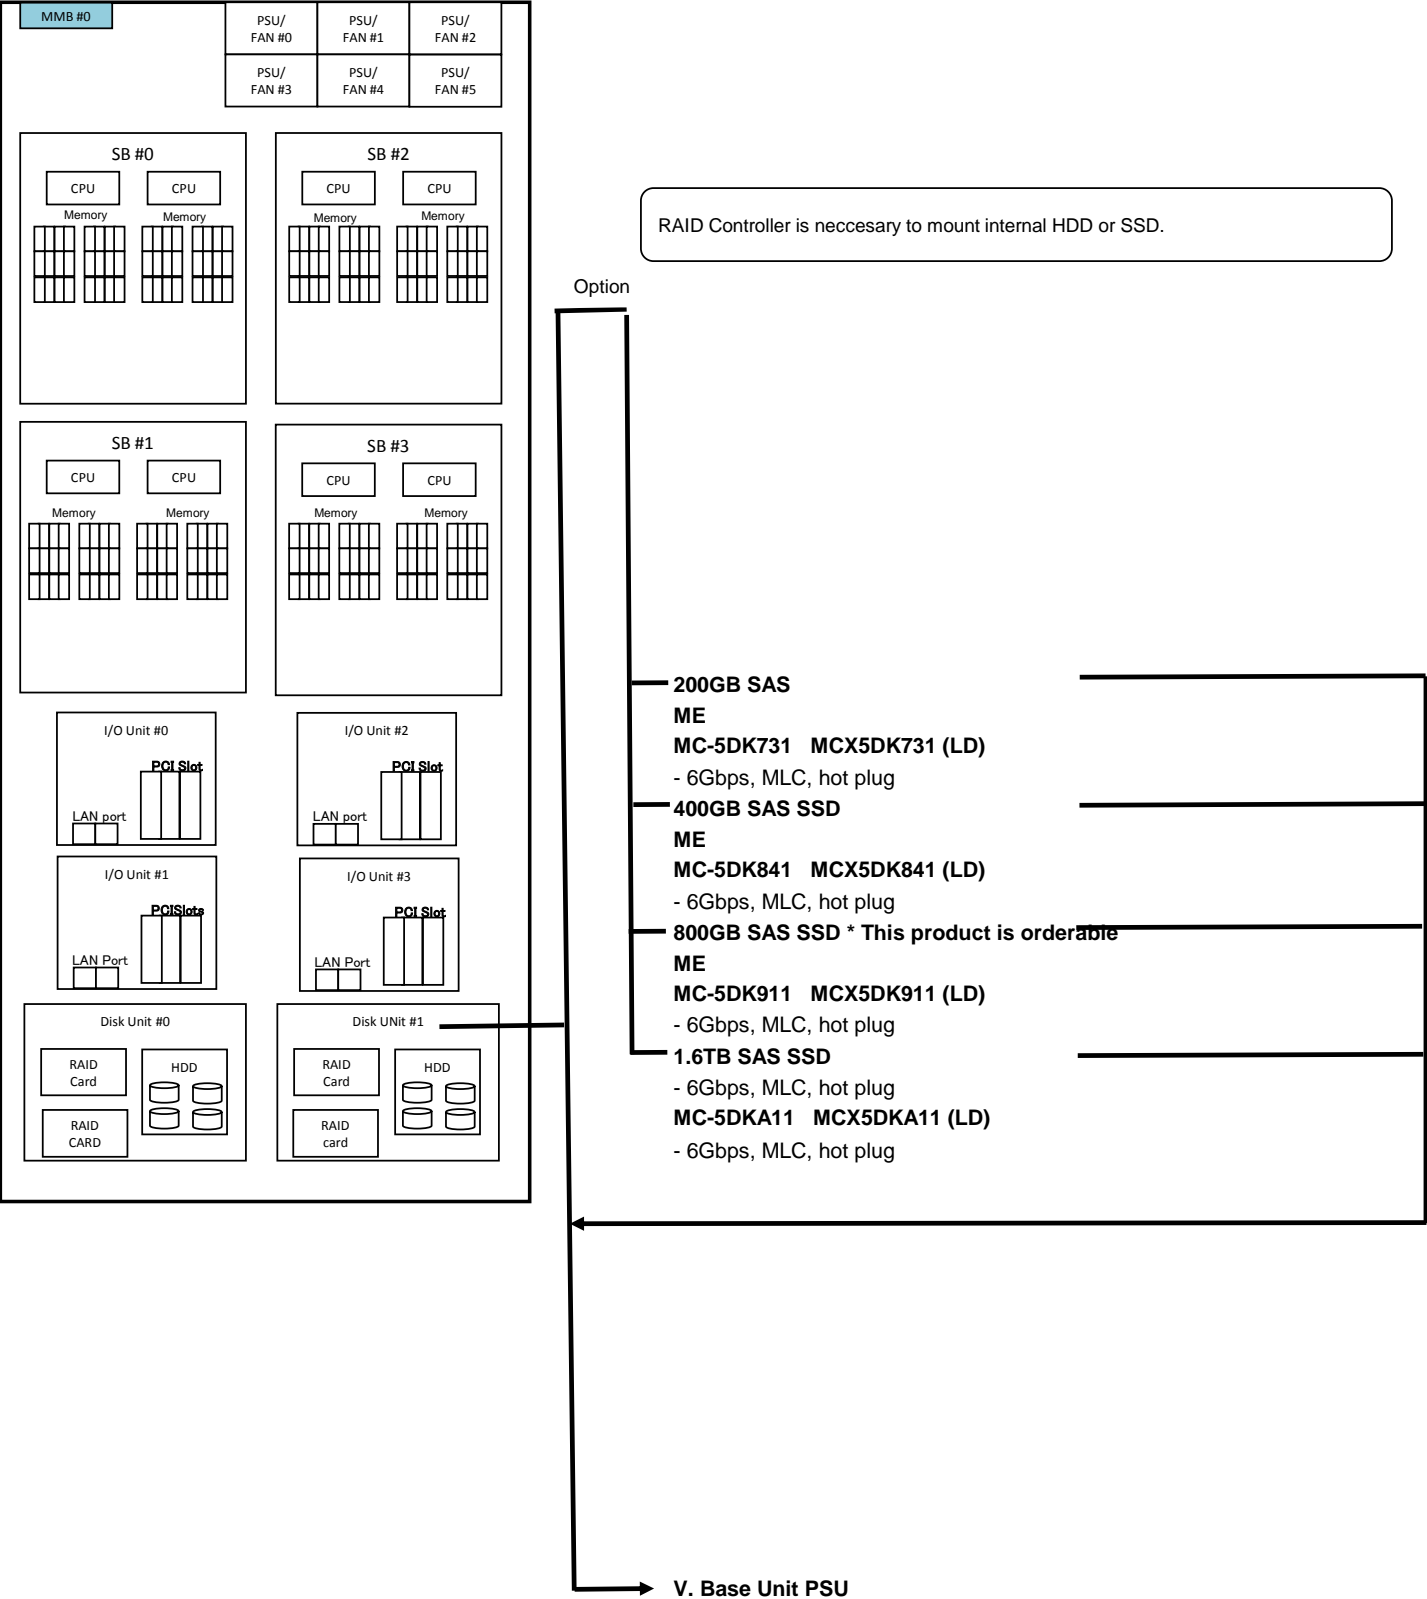 MMB #0
PSU/
FAN #0
PSU/
FAN #1
PSU/
FAN #2
PSU/
FAN #3
PSU/
FAN #4
PSU/
FAN #5
SB #0
CPU
CPU
Memory
Memory
SB #2
CPU
CPU
Memory
Memory
SB #1
CPU
CPU
Memory
Memory
SB #3
CPU
CPU
Memory
Memory
I/O Unit #0
PCI Slot
LAN port
I/O Unit #2
PCI Slot
LAN port
I/O Unit #1
PCISlots
LAN Port
I/O Unit #3
PCI Slot
LAN Port
Disk Unit #0
RAID
Card
HDD
RAID
CARD
Disk UNit #1
RAID
Card
HDD
RAID
card
RAID Controller is neccesary to mount internal HDD or SSD.
Option
200GB SAS
ME
MC-5DK731 MCX5DK731 (LD)
- 6Gbps, MLC, hot plug
400GB SAS SSD
ME
MC-5DK841 MCX5DK841 (LD)
- 6Gbps, MLC, hot plug
800GB SAS SSD * This product is orderable
ME
MC-5DK911 MCX5DK911 (LD)
- 6Gbps, MLC, hot plug
1.6TB SAS SSD
- 6Gbps, MLC, hot plug
MC-5DKA11 MCX5DKA11 (LD)
- 6Gbps, MLC, hot plug
V. Base Unit PSU